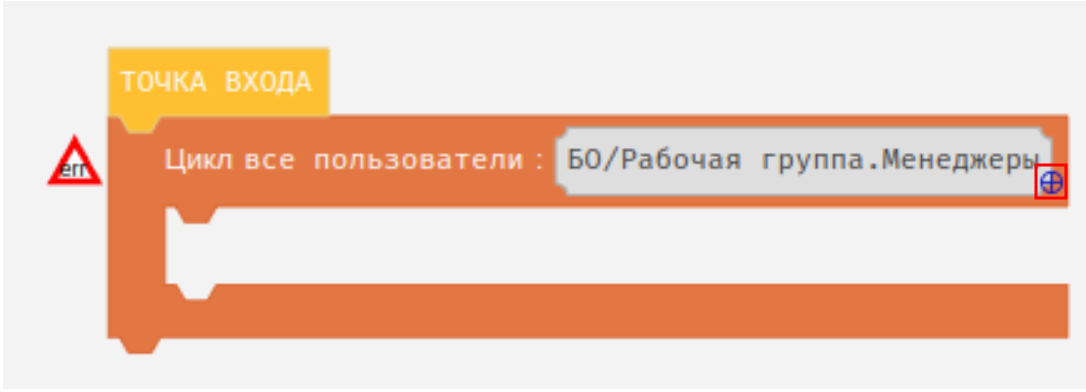 ТОЧКА ВХОДА
err
Цикл все пользователи : БО/Рабочая группа.Менеджеры